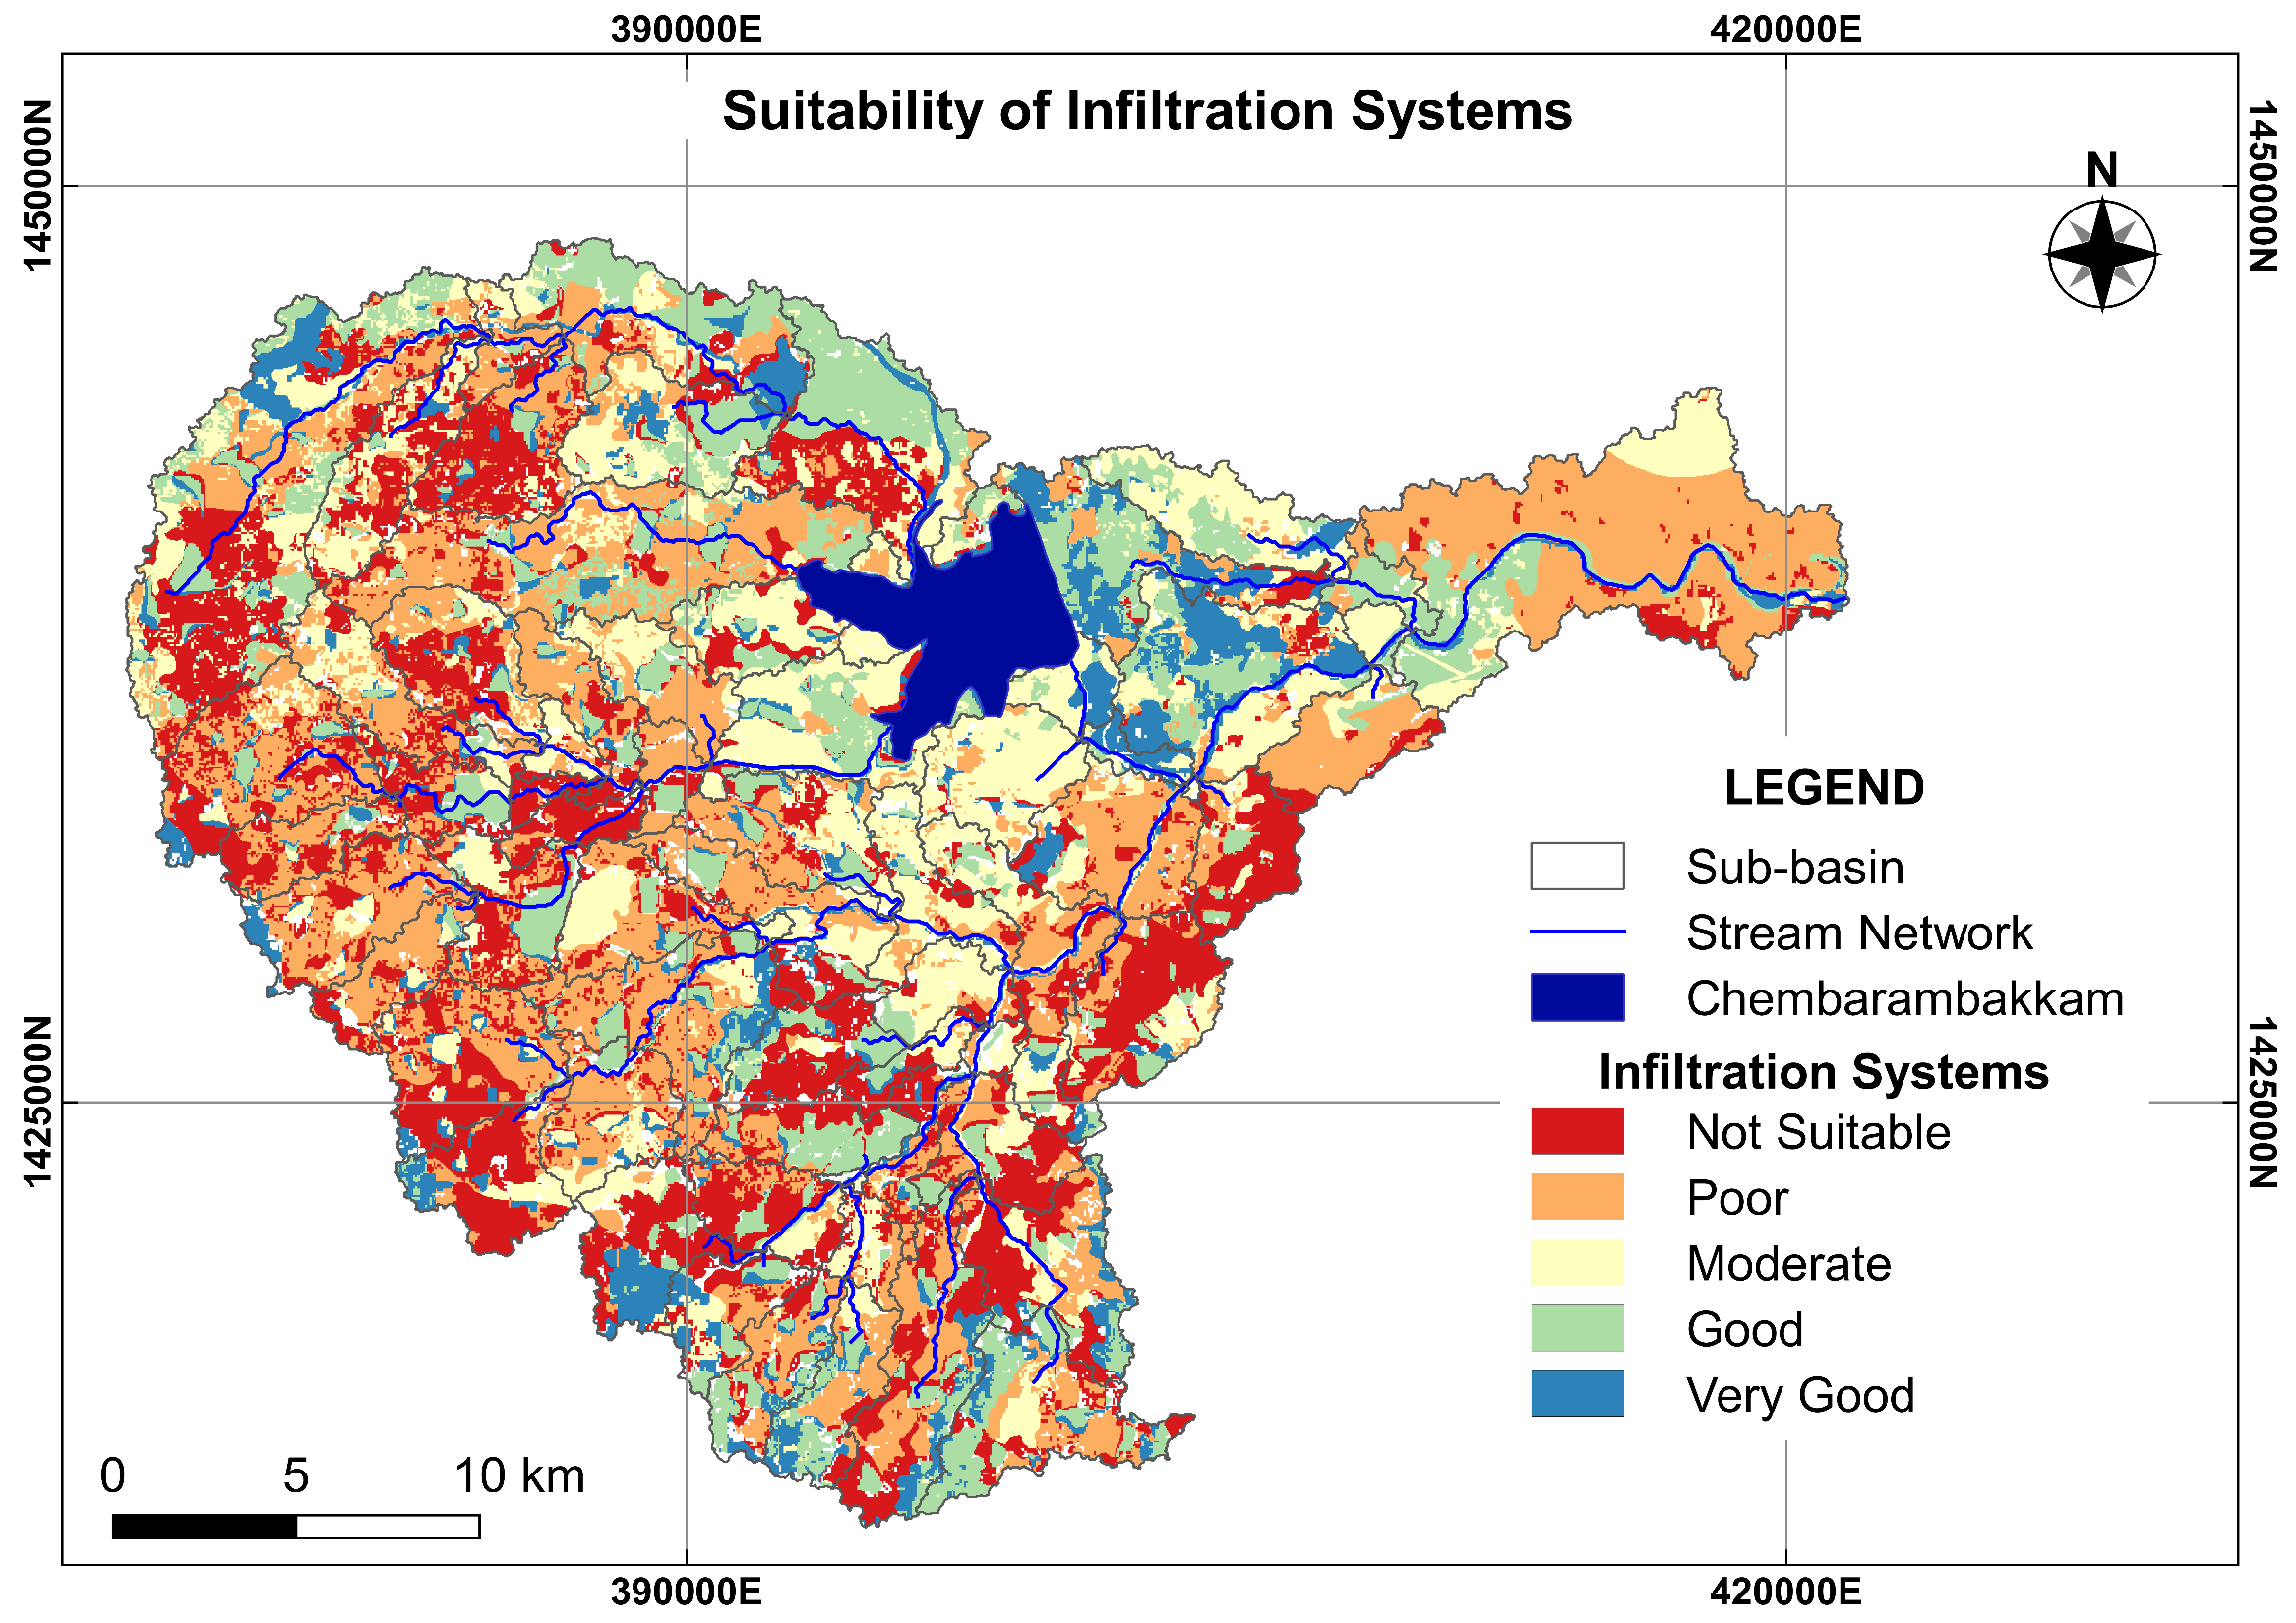 390000E 420000E
Suitability of Infiltration Systems
1450000N 1450000N
N
LEGEND
Sub-basin
Stream Network
Chembarambakkam
Infiltration Systems
Not Suitable
Poor
Moderate
Good
Very Good
1425000N 1425000N
0 5 10 km
390000E 420000E